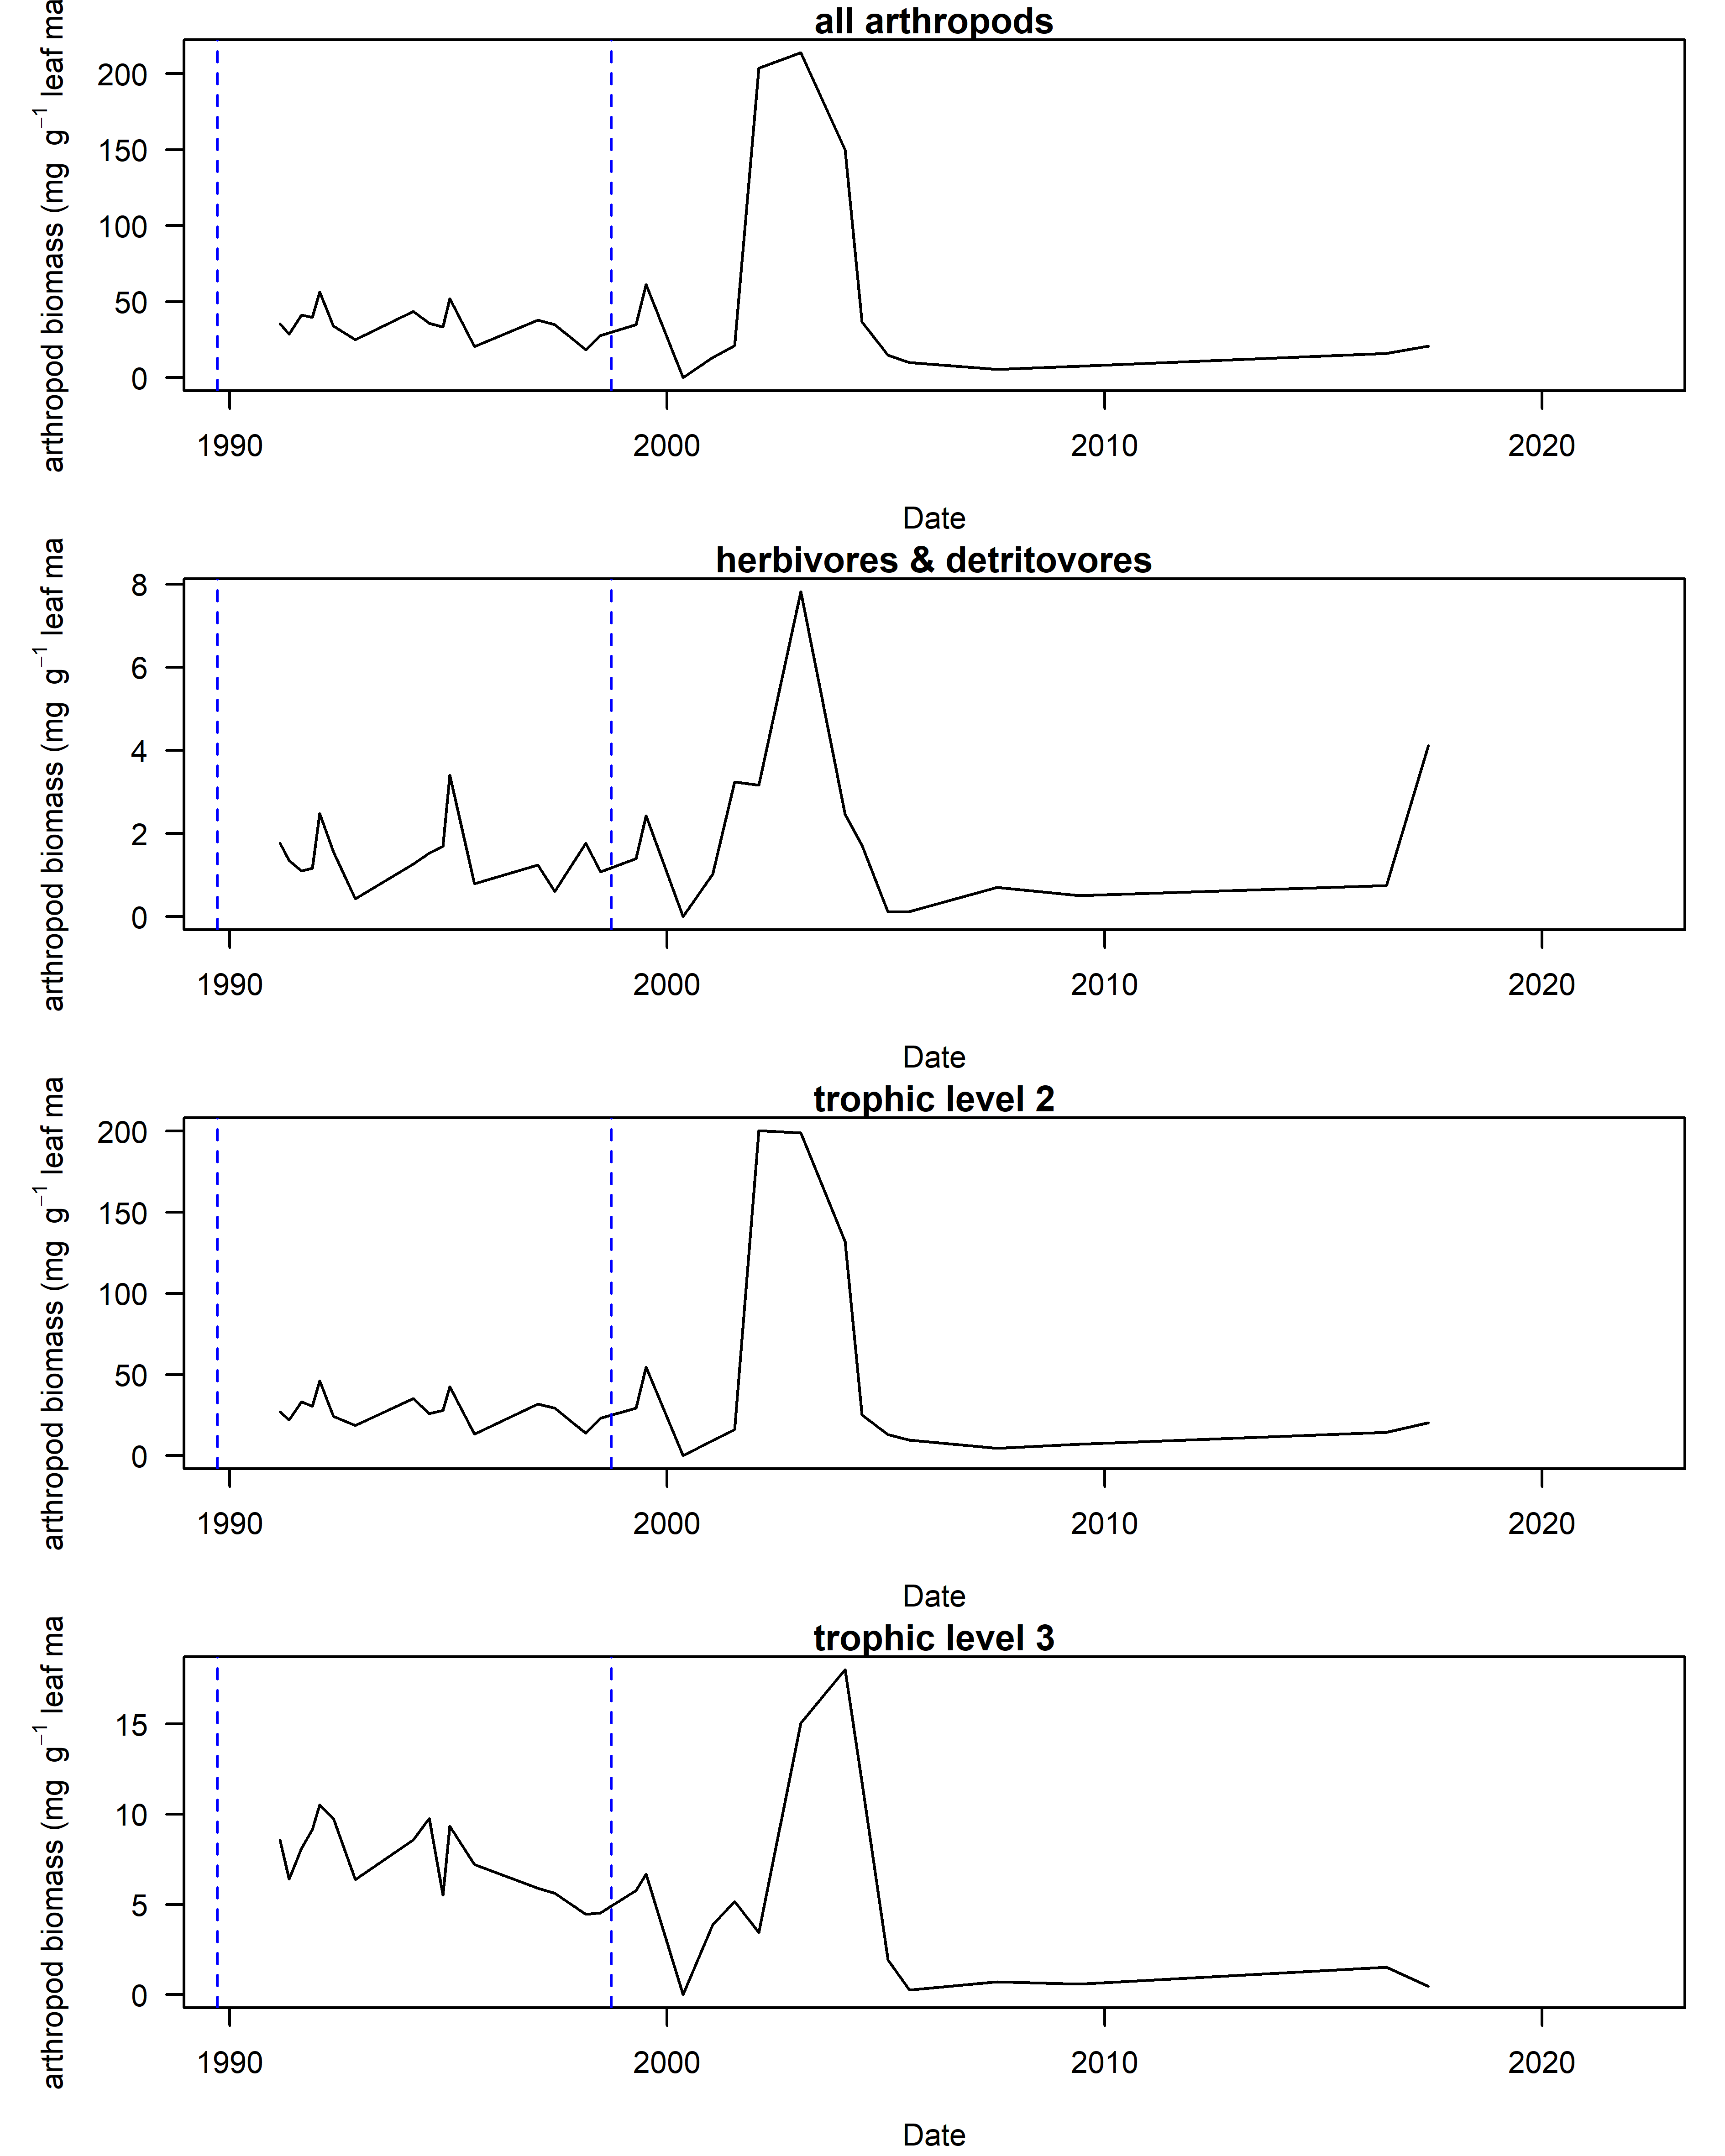 all arthropods
arthropod biomass (mg g⁻¹ leaf ma
200
150
100
50
0
1990 2000 2010 2020
Date
herbivores & detritovores
arthropod biomass (mg g⁻¹ leaf ma
8
6
4
2
0
1990 2000 2010 2020
Date
trophic level 2
arthropod biomass (mg g⁻¹ leaf ma
200
150
100
50
0
1990 2000 2010 2020
Date
trophic level 3
arthropod biomass (mg g⁻¹ leaf ma
15
10
5
0
1990 2000 2010 2020
Date